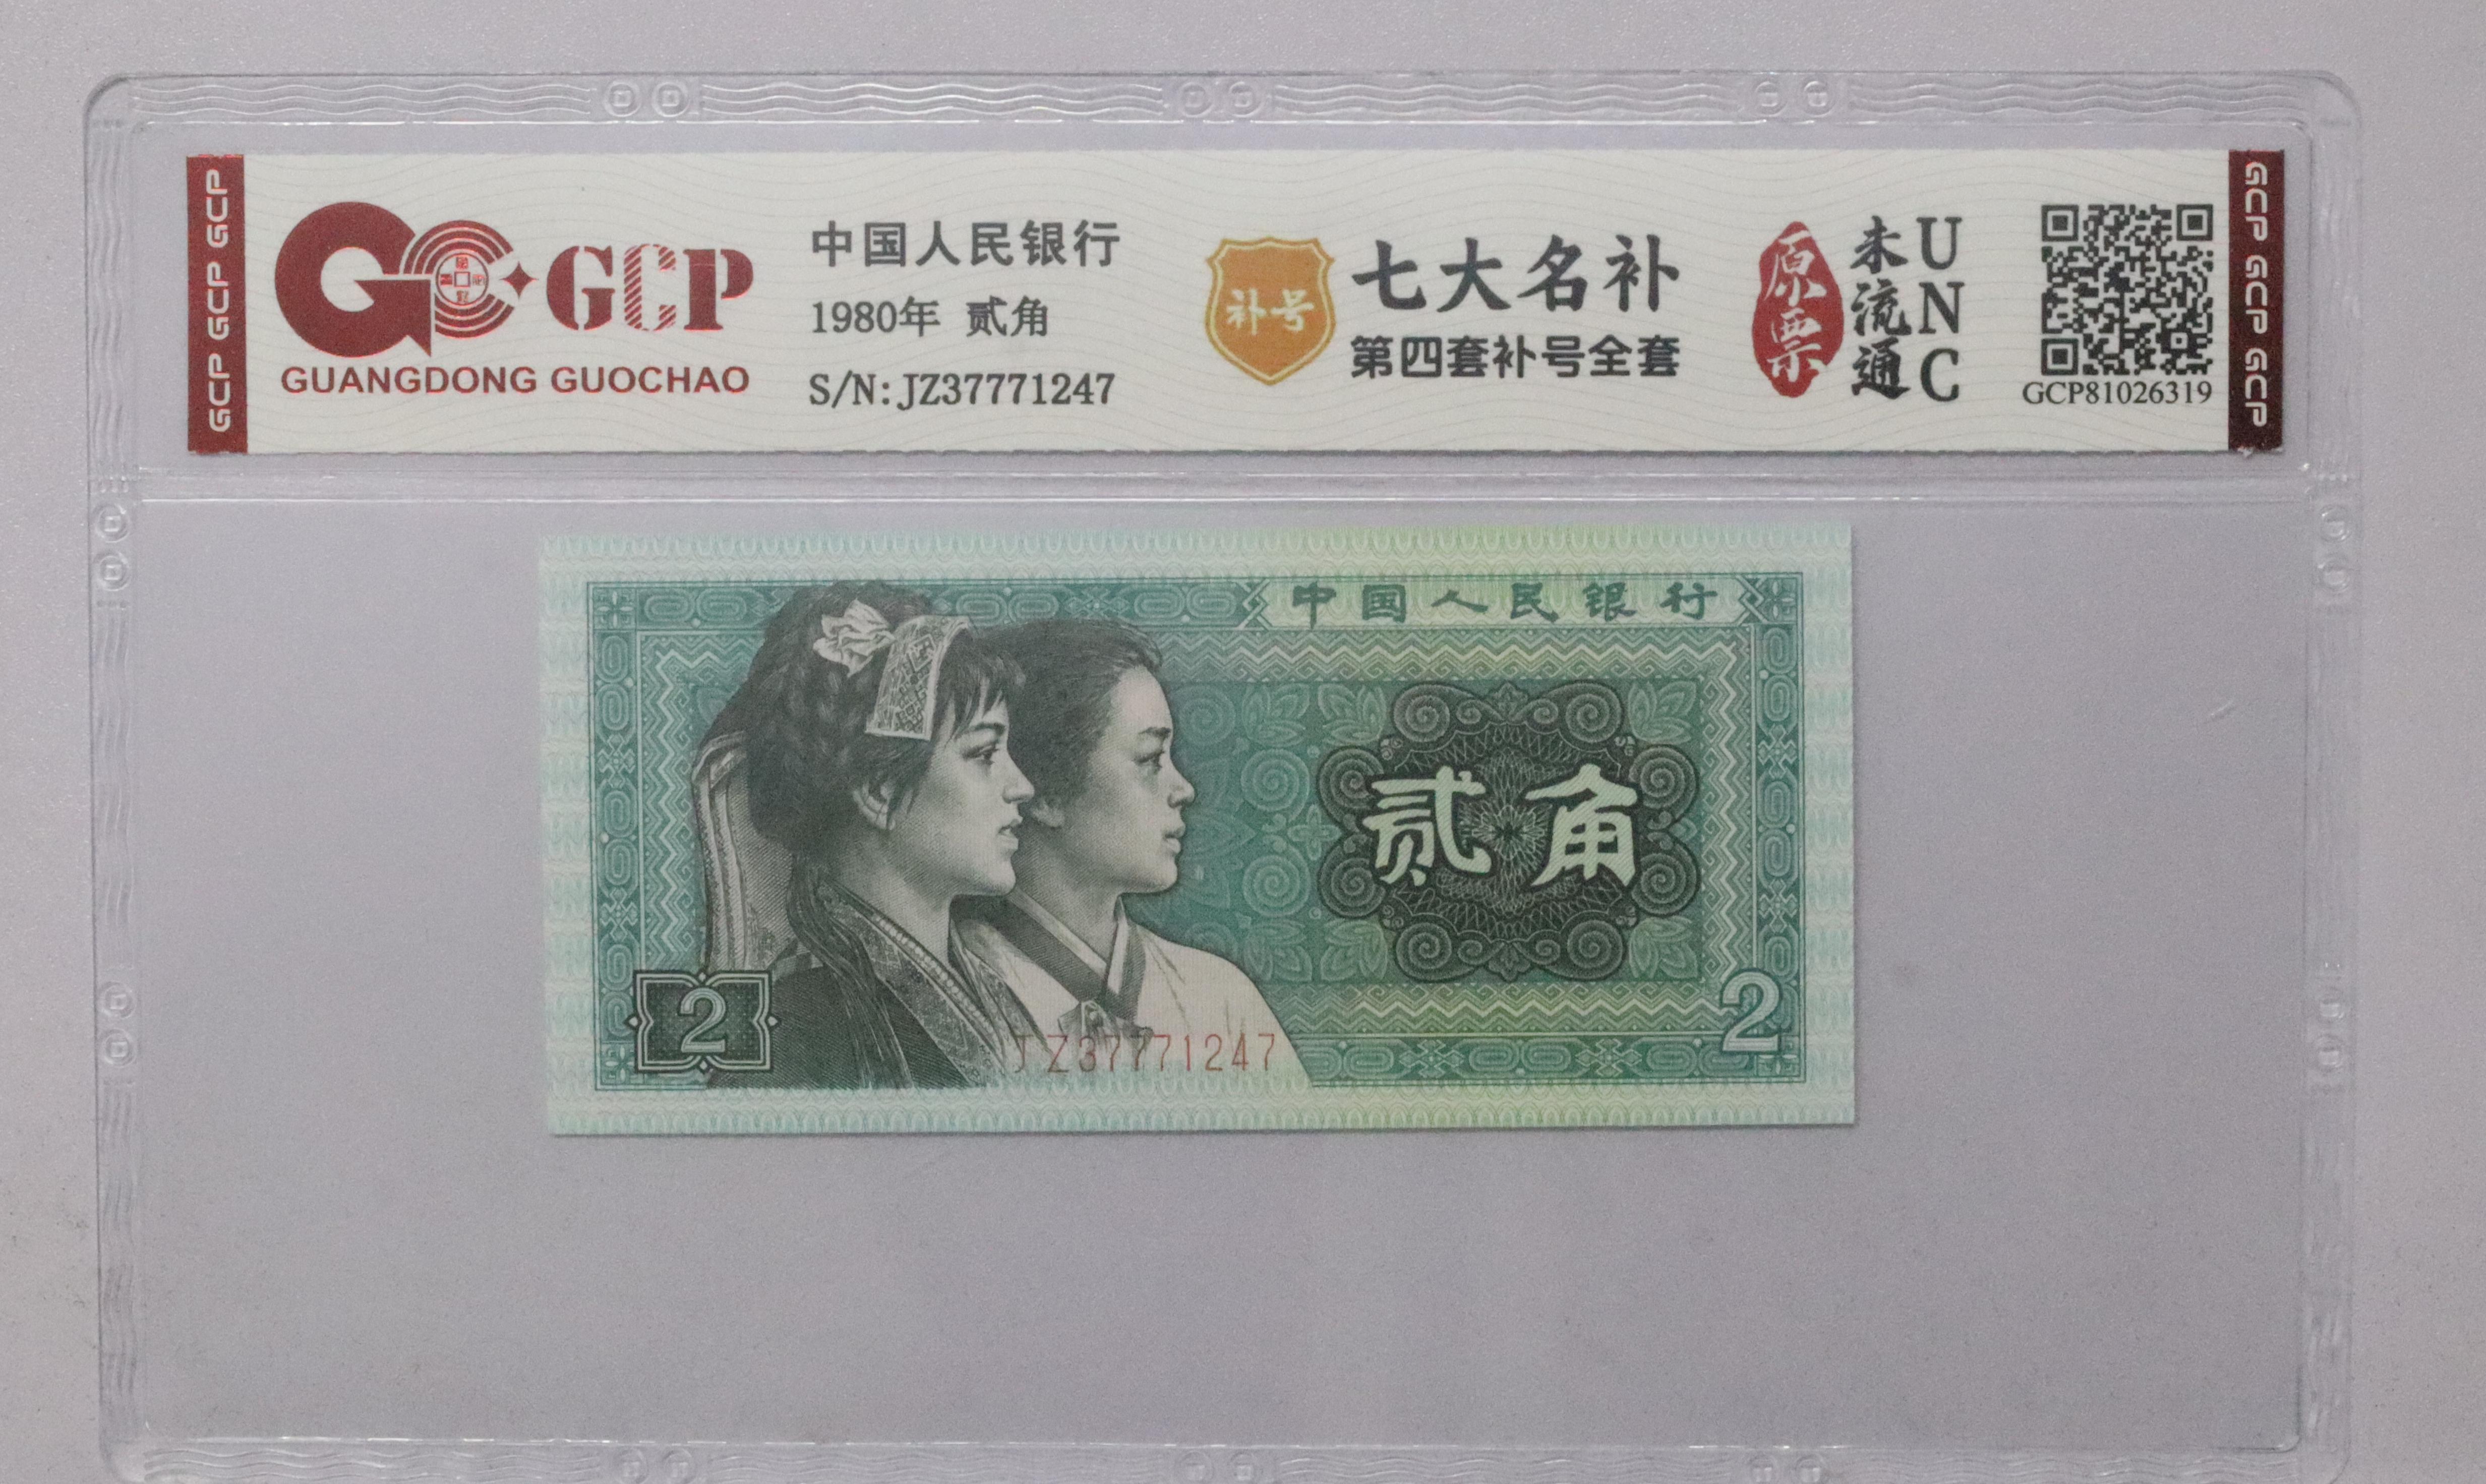 GCP GCP GCP
GCP
GUANGDONG GUOCHAO
中国人民银行
1980年 贰角
S/N:JZ37771247
补号
七大名补
第四套补号全套
原票
未流通
UNC
GCP81026319
GCP GCP GCP
中国人民银行
贰角
2
2
JZ37771247